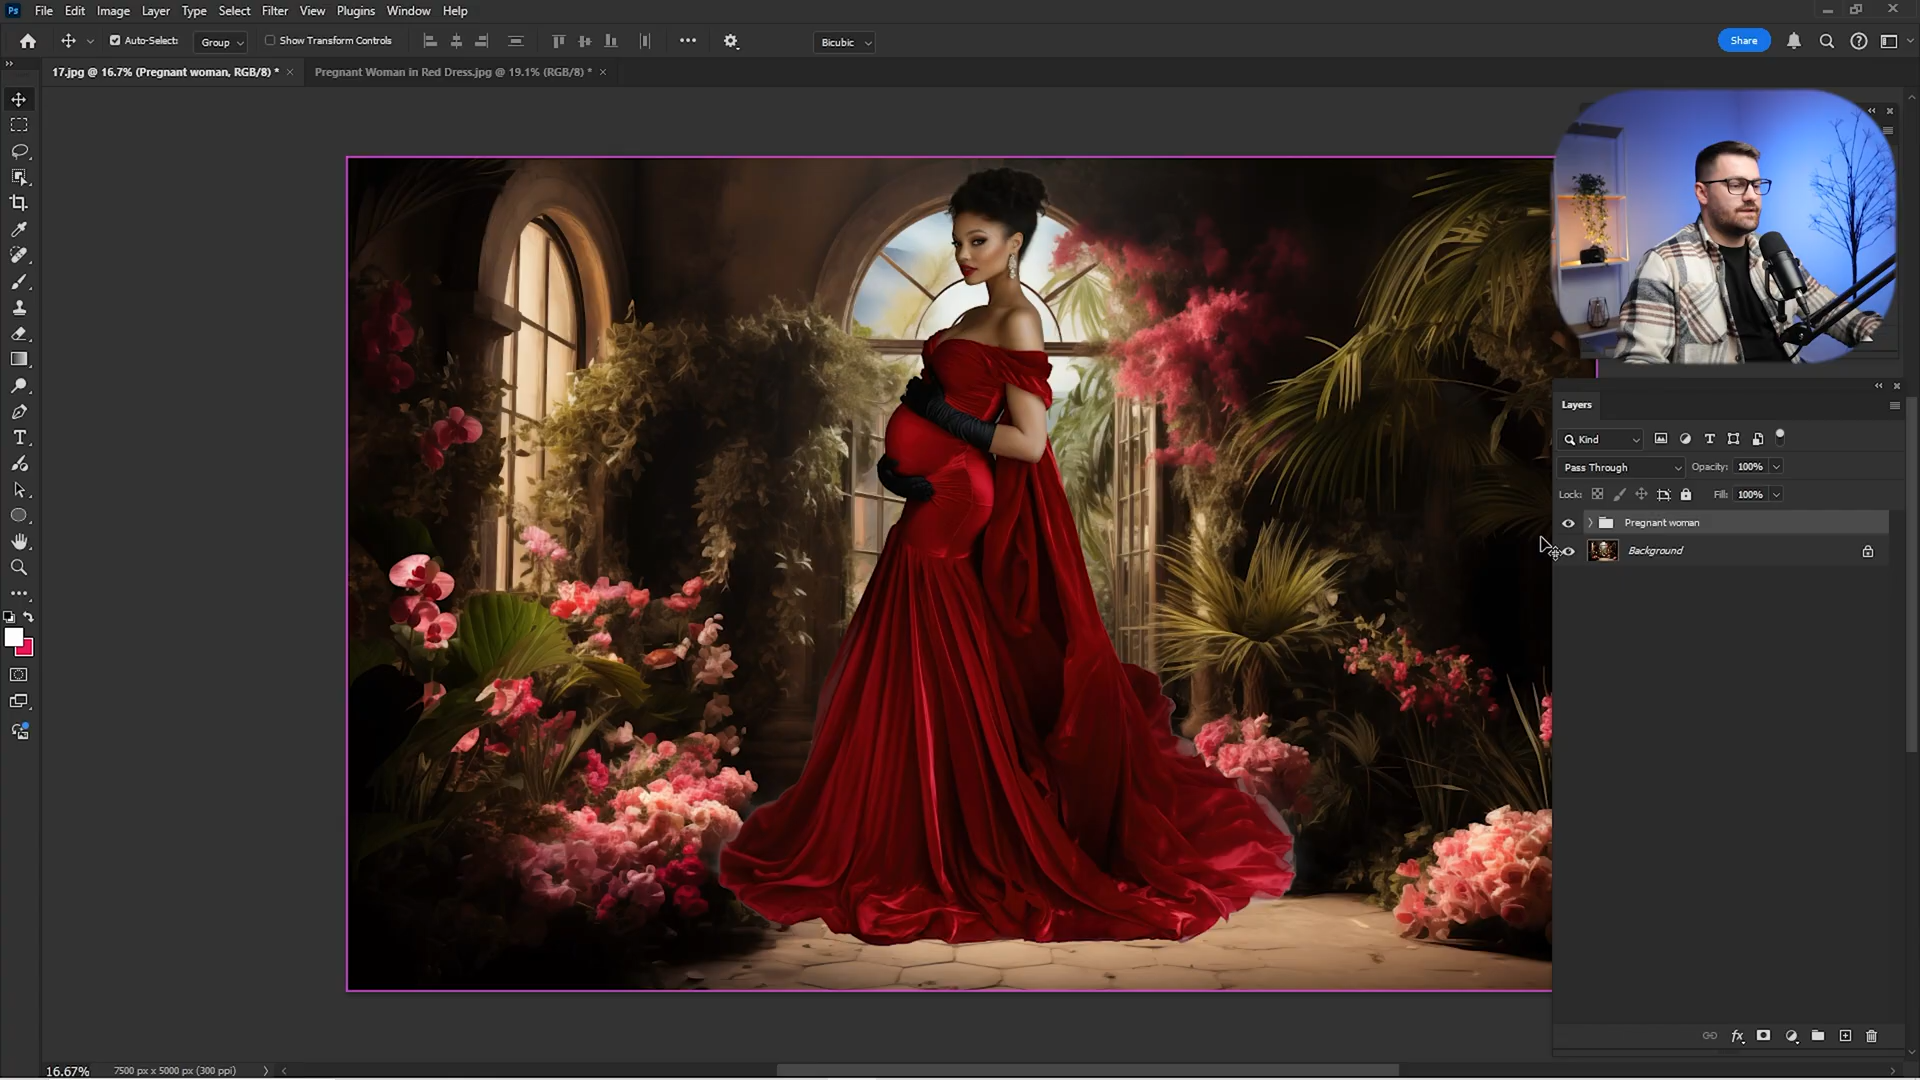 Ps File Edit Image Layer Type Select Filter View Plugins Window Help
Auto-Select: Group Show Transform Controls Bicubic Share
17.jpg @ 16.7% (Pregnant woman, RGB/8) * Pregnant Woman in Red Dress.jpg @ 19.1% (RGB/8) *
Layers
Kind
Pass Through Opacity: 100%
Lock: Fill: 100%
Pregnant woman
Background
16.67% 7500 px x 5000 px (300 ppi)